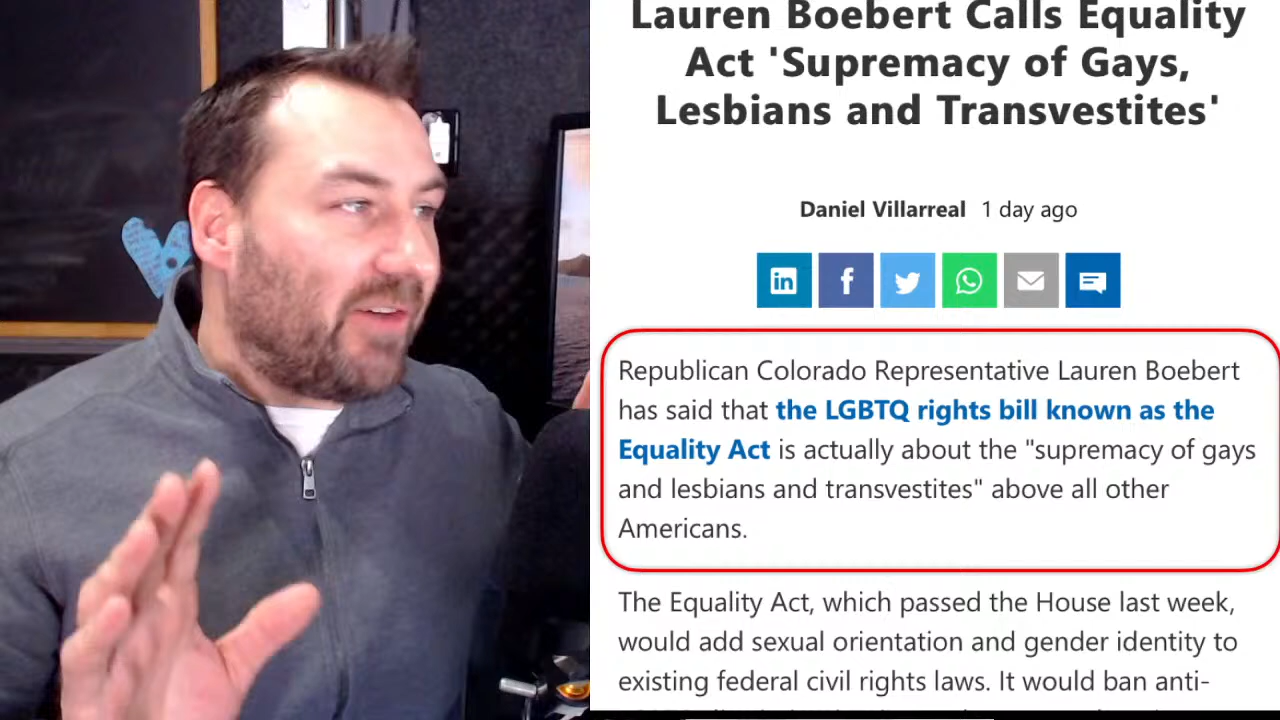 Lauren Boebert Calls Equality
Act 'Supremacy of Gays,
Lesbians and Transvestites'
Daniel Villarreal 1 day ago
in f
Republican Colorado Representative Lauren Boebert
has said that the LGBTQ rights bill known as the
Equality Act is actually about the "supremacy of gays
and lesbians and transvestites" above all other
Americans.
The Equality Act, which passed the House last week,
would add sexual orientation and gender identity to
existing federal civil rights laws. It would ban anti-